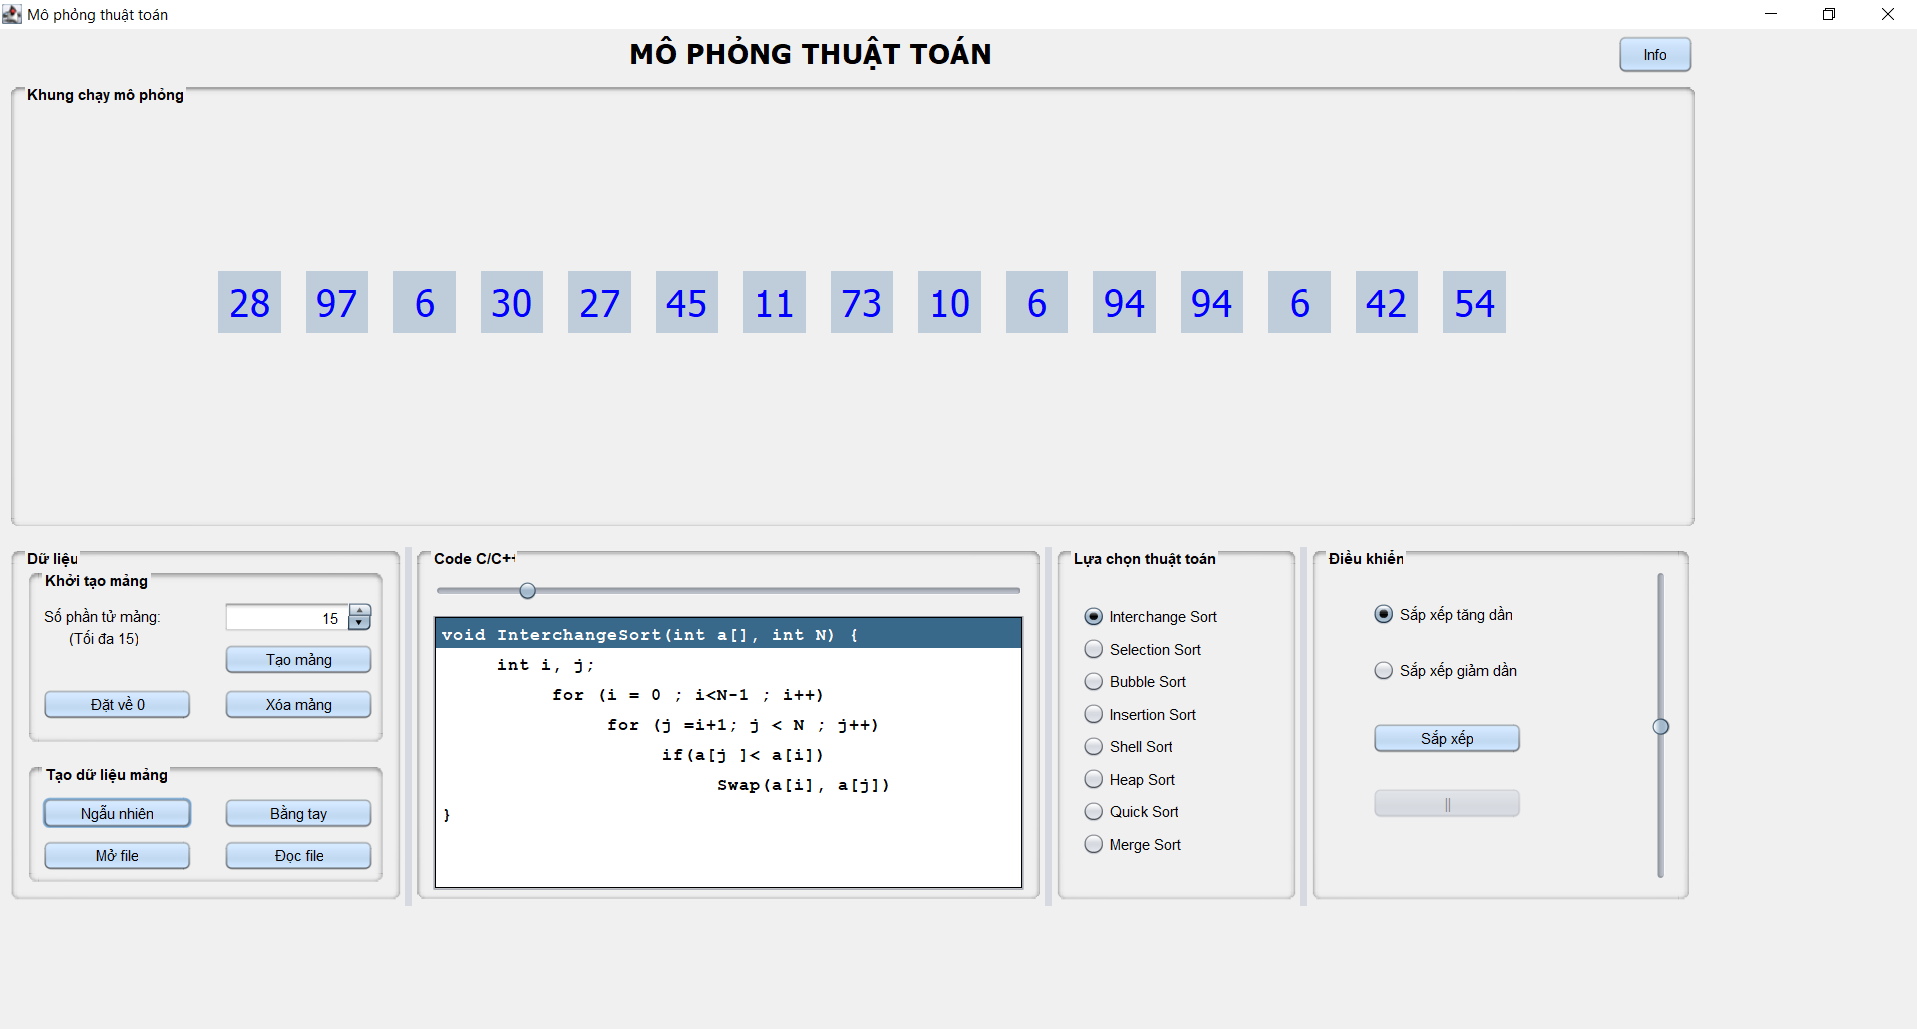 Mô phỏng thuật toán
MÔ PHỎNG THUẬT TOÁN
Info
Khung chạy mô phỏng
28 97 6 30 27 45 11 73 10 6 94 94 6 42 54
Dữ liệu
Khởi tạo mảng
Số phần tử mảng:
(Tối đa 15)
15
Tạo mảng
Đặt về 0
Xóa mảng
Tạo dữ liệu mảng
Ngẫu nhiên
Bằng tay
Mở file
Đọc file
Code C/C++
void InterchangeSort(int a[], int N) {
int i, j;
for (i = 0 ; i<N-1 ; i++)
for (j =i+1; j < N ; j++)
if(a[j ]< a[i])
Swap(a[i], a[j])
}
Lựa chọn thuật toán
Interchange Sort
Selection Sort
Bubble Sort
Insertion Sort
Shell Sort
Heap Sort
Quick Sort
Merge Sort
Điều khiển
Sắp xếp tăng dần
Sắp xếp giảm dần
Sắp xếp
||